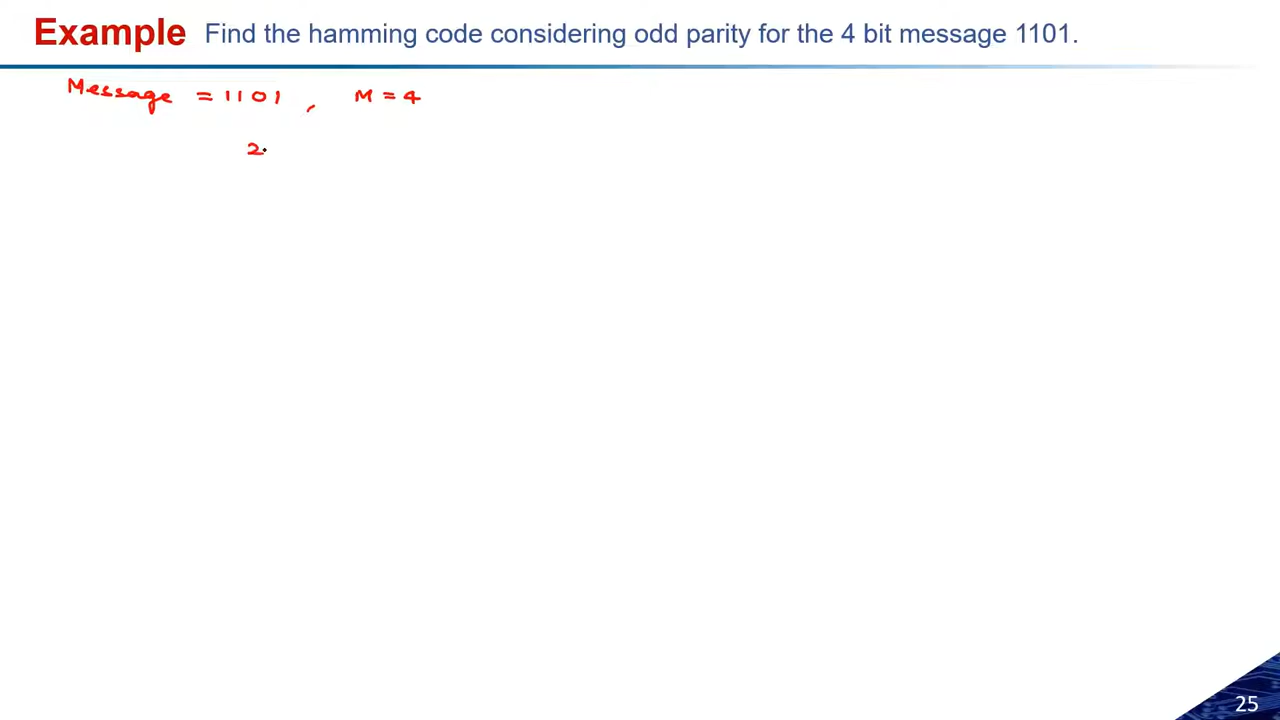 Example Find the hamming code considering odd parity for the 4 bit message 1101.
Message = 1101 , M = 4
2
25